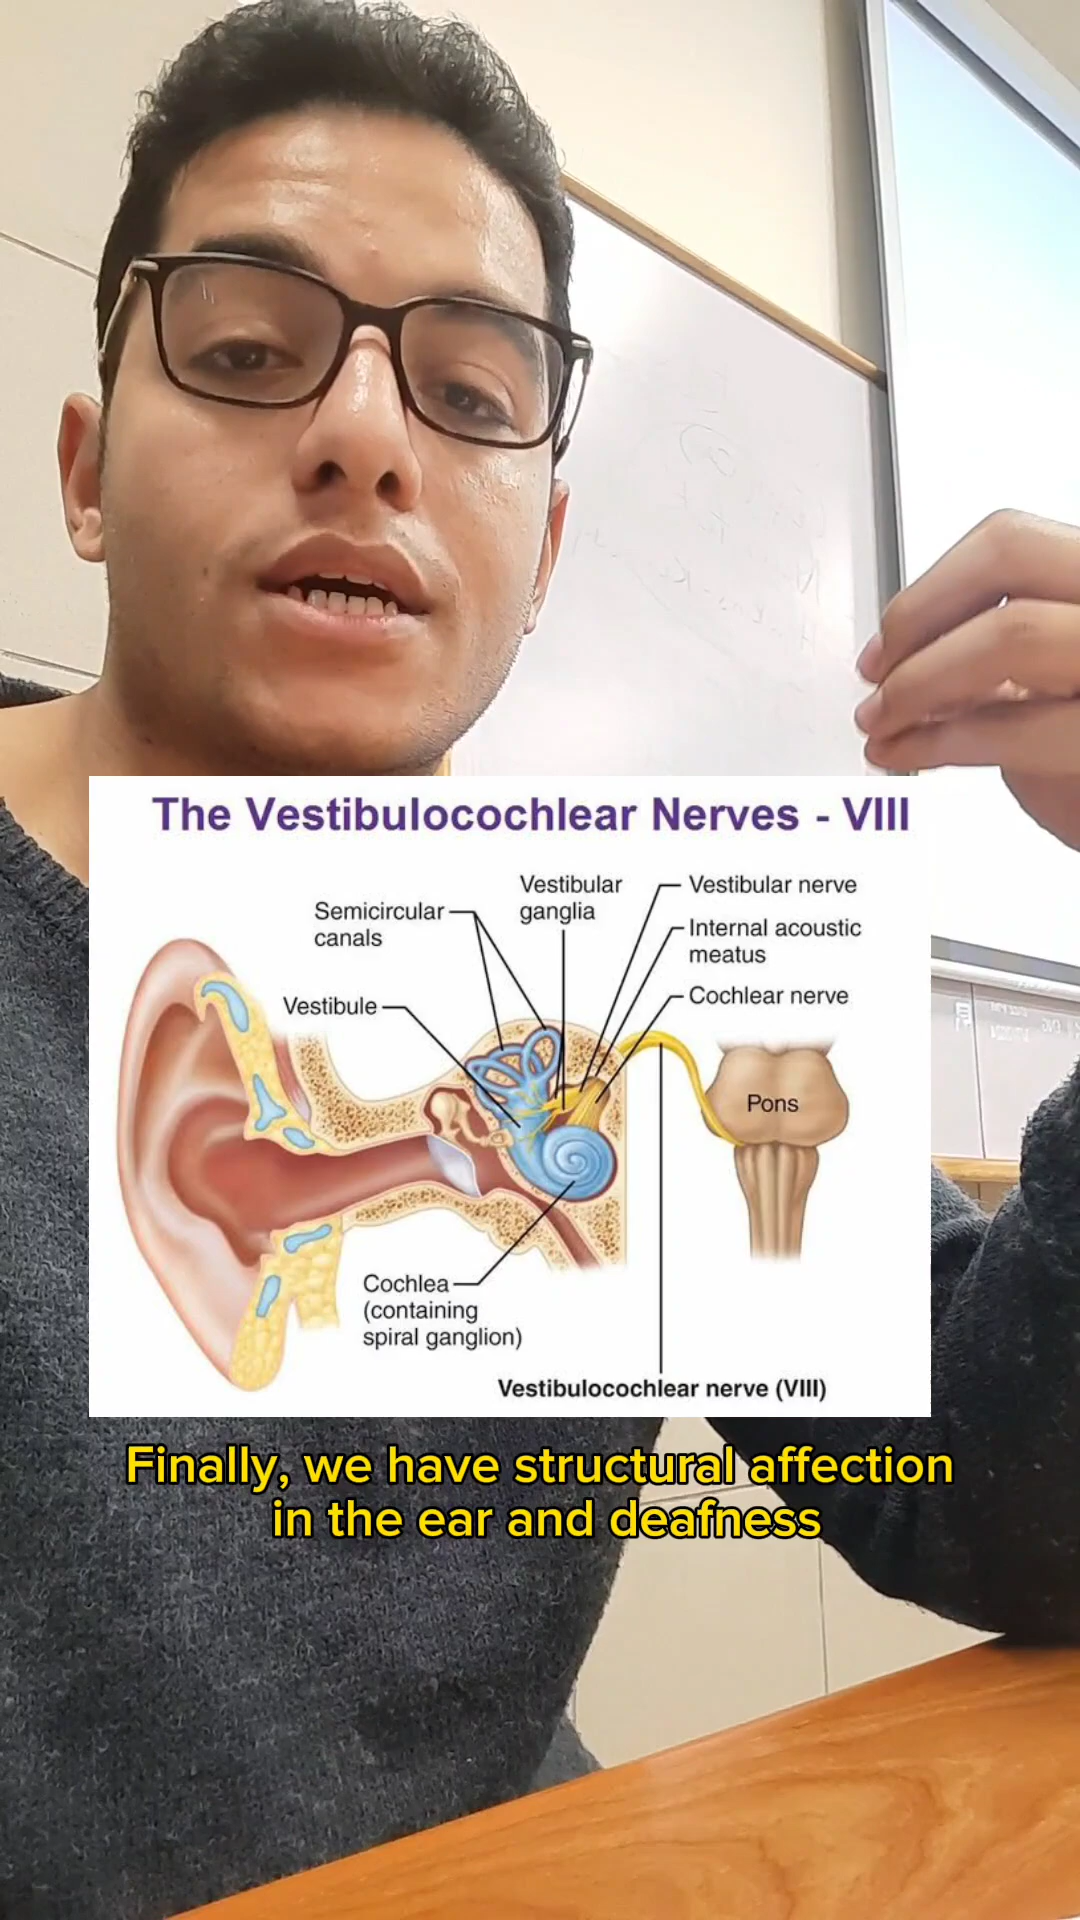 The Vestibulocochlear Nerves - VIII
Vestibular
ganglia
Vestibular nerve
Semicircular
canals
Internal acoustic
meatus
Cochlear nerve
Vestibule
Pons
Cochlea
(containing
spiral ganglion)
Vestibulocochlear nerve (VIII)
Finally, we have structural affection
in the ear and deafness